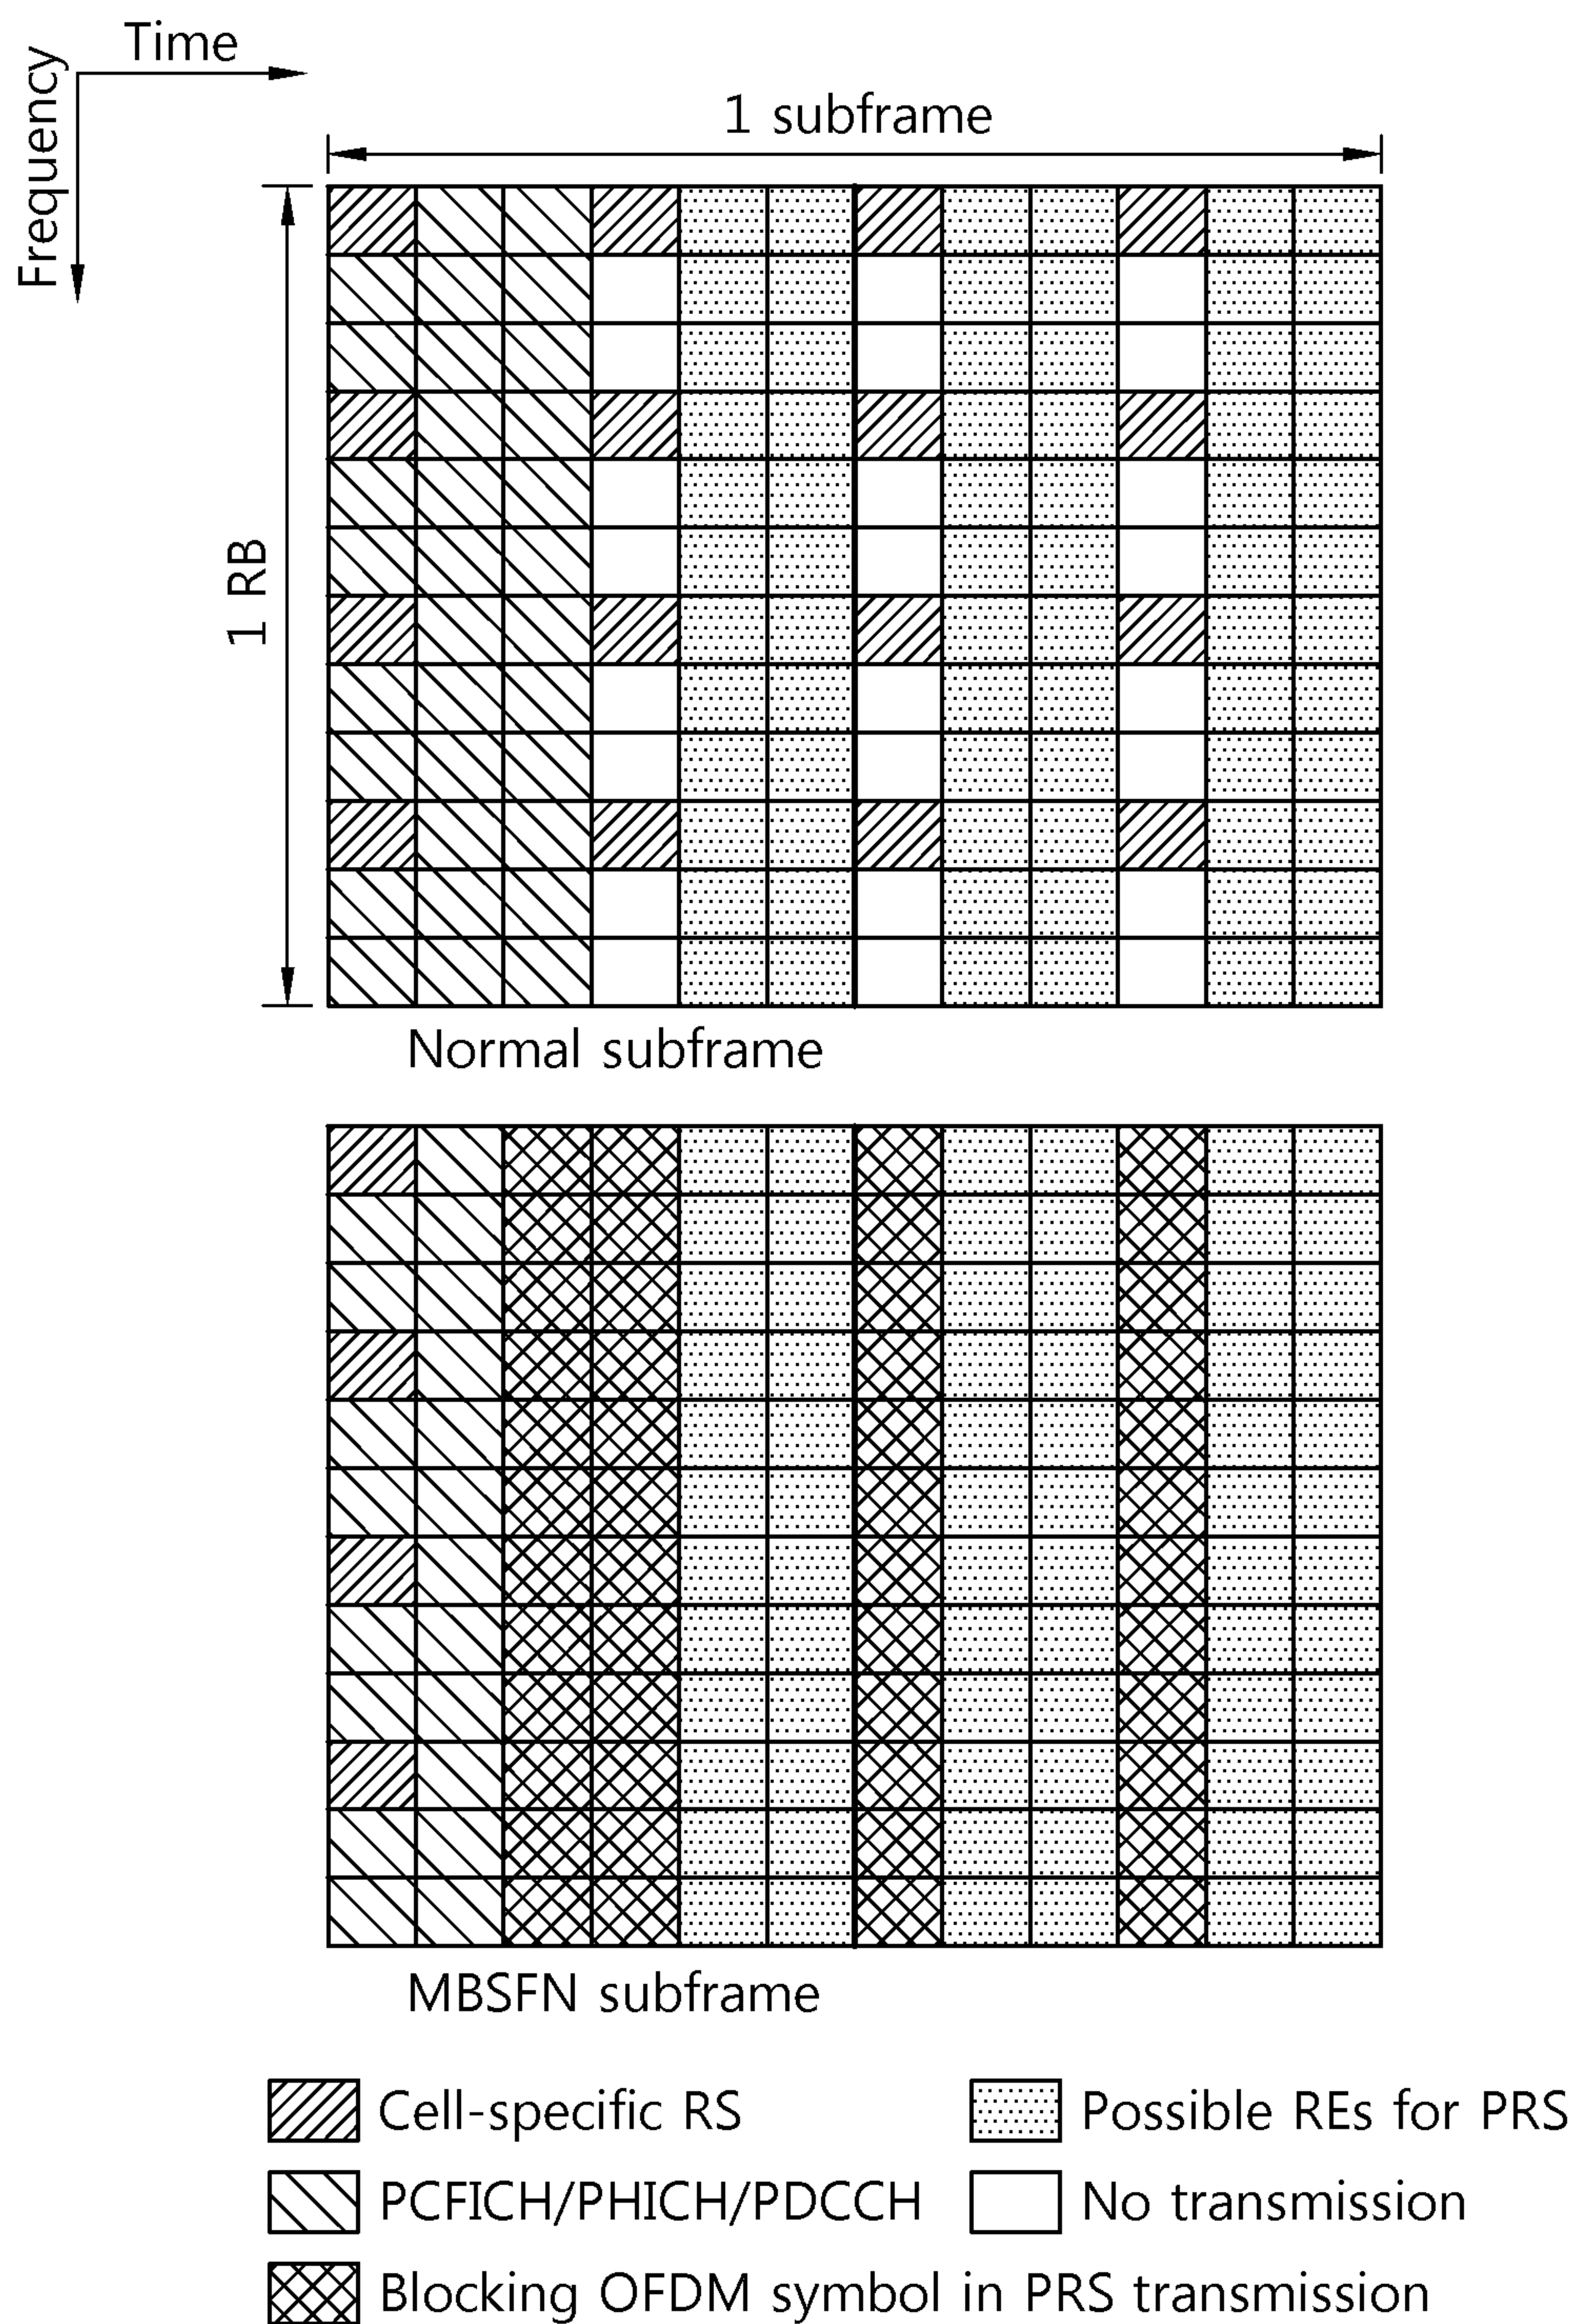 Time
Frequency
1 subframe
1 RB
Normal subframe
MBSFN subframe
Cell-specific RS
Possible REs for PRS
PCFICH/PHICH/PDCCH
No transmission
Blocking OFDM symbol in PRS transmission